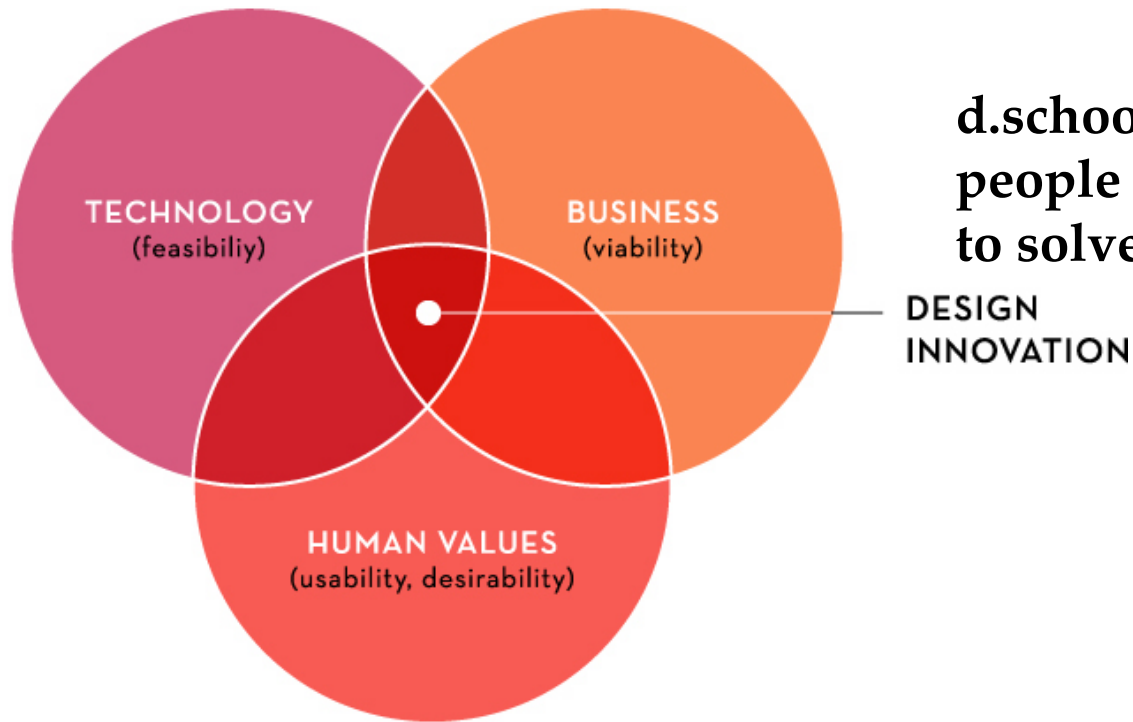 TECHNOLOGY
(feasibiliy)
BUSINESS
(viability)
HUMAN VALUES
(usability, desirability)
d.schoo
people
to solve
DESIGN
INNOVATION